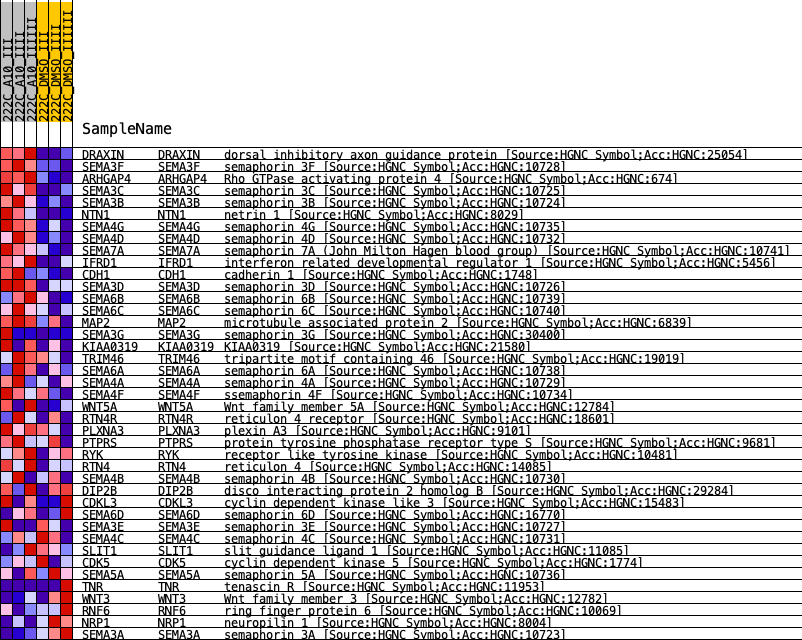 222C_A10_III
222C_A10_IIII
222C_A10_IIIIII
222C_DMSO_III
222C_DMSO_IIII
222C_DMSO_IIIIII
SampleName
DRAXIN DRAXIN dorsal inhibitory axon guidance protein [Source:HGNC Symbol;Acc:HGNC:25054]
SEMA3F SEMA3F semaphorin 3F [Source:HGNC Symbol;Acc:HGNC:10728]
ARHGAP4 ARHGAP4 Rho GTPase activating protein 4 [Source:HGNC Symbol;Acc:HGNC:674]
SEMA3C SEMA3C semaphorin 3C [Source:HGNC Symbol;Acc:HGNC:10725]
SEMA3B SEMA3B semaphorin 3B [Source:HGNC Symbol;Acc:HGNC:10724]
NTN1 NTN1 netrin 1 [Source:HGNC Symbol;Acc:HGNC:8029]
SEMA4G SEMA4G semaphorin 4G [Source:HGNC Symbol;Acc:HGNC:10735]
SEMA4D SEMA4D semaphorin 4D [Source:HGNC Symbol;Acc:HGNC:10732]
SEMA7A SEMA7A semaphorin 7A (John Milton Hagen blood group) [Source:HGNC Symbol;Acc:HGNC:10741]
IFRD1 IFRD1 interferon related developmental regulator 1 [Source:HGNC Symbol;Acc:HGNC:5456]
CDH1 CDH1 cadherin 1 [Source:HGNC Symbol;Acc:HGNC:1748]
SEMA3D SEMA3D semaphorin 3D [Source:HGNC Symbol;Acc:HGNC:10726]
SEMA6B SEMA6B semaphorin 6B [Source:HGNC Symbol;Acc:HGNC:10739]
SEMA6C SEMA6C semaphorin 6C [Source:HGNC Symbol;Acc:HGNC:10740]
MAP2 MAP2 microtubule associated protein 2 [Source:HGNC Symbol;Acc:HGNC:6839]
SEMA3G SEMA3G semaphorin 3G [Source:HGNC Symbol;Acc:HGNC:30400]
KIAA0319 KIAA0319 KIAA0319 [Source:HGNC Symbol;Acc:HGNC:21580]
TRIM46 TRIM46 tripartite motif containing 46 [Source:HGNC Symbol;Acc:HGNC:19019]
SEMA6A SEMA6A semaphorin 6A [Source:HGNC Symbol;Acc:HGNC:10738]
SEMA4A SEMA4A semaphorin 4A [Source:HGNC Symbol;Acc:HGNC:10729]
SEMA4F SEMA4F ssemaphorin 4F [Source:HGNC Symbol;Acc:HGNC:10734]
WNT5A WNT5A Wnt family member 5A [Source:HGNC Symbol;Acc:HGNC:12784]
RTN4R RTN4R reticulon 4 receptor [Source:HGNC Symbol;Acc:HGNC:18601]
PLXNA3 PLXNA3 plexin A3 [Source:HGNC Symbol;Acc:HGNC:9101]
PTPRS PTPRS protein tyrosine phosphatase receptor type S [Source:HGNC Symbol;Acc:HGNC:9681]
RYK RYK receptor like tyrosine kinase [Source:HGNC Symbol;Acc:HGNC:10481]
RTN4 RTN4 reticulon 4 [Source:HGNC Symbol;Acc:HGNC:14085]
SEMA4B SEMA4B semaphorin 4B [Source:HGNC Symbol;Acc:HGNC:10730]
DIP2B DIP2B disco interacting protein 2 homolog B [Source:HGNC Symbol;Acc:HGNC:29284]
CDKL3 CDKL3 cyclin dependent kinase like 3 [Source:HGNC Symbol;Acc:HGNC:15483]
SEMA6D SEMA6D semaphorin 6D [Source:HGNC Symbol;Acc:HGNC:16770]
SEMA3E SEMA3E semaphorin 3E [Source:HGNC Symbol;Acc:HGNC:10727]
SEMA4C SEMA4C semaphorin 4C [Source:HGNC Symbol;Acc:HGNC:10731]
SLIT1 SLIT1 slit guidance ligand 1 [Source:HGNC Symbol;Acc:HGNC:11085]
CDK5 CDK5 cyclin dependent kinase 5 [Source:HGNC Symbol;Acc:HGNC:1774]
SEMA5A SEMA5A semaphorin 5A [Source:HGNC Symbol;Acc:HGNC:10736]
TNR TNR tenascin R [Source:HGNC Symbol;Acc:HGNC:11953]
WNT3 WNT3 Wnt family member 3 [Source:HGNC Symbol;Acc:HGNC:12782]
RNF6 RNF6 ring finger protein 6 [Source:HGNC Symbol;Acc:HGNC:10069]
NRP1 NRP1 neuropilin 1 [Source:HGNC Symbol;Acc:HGNC:8004]
SEMA3A SEMA3A semaphorin 3A [Source:HGNC Symbol;Acc:HGNC:10723]